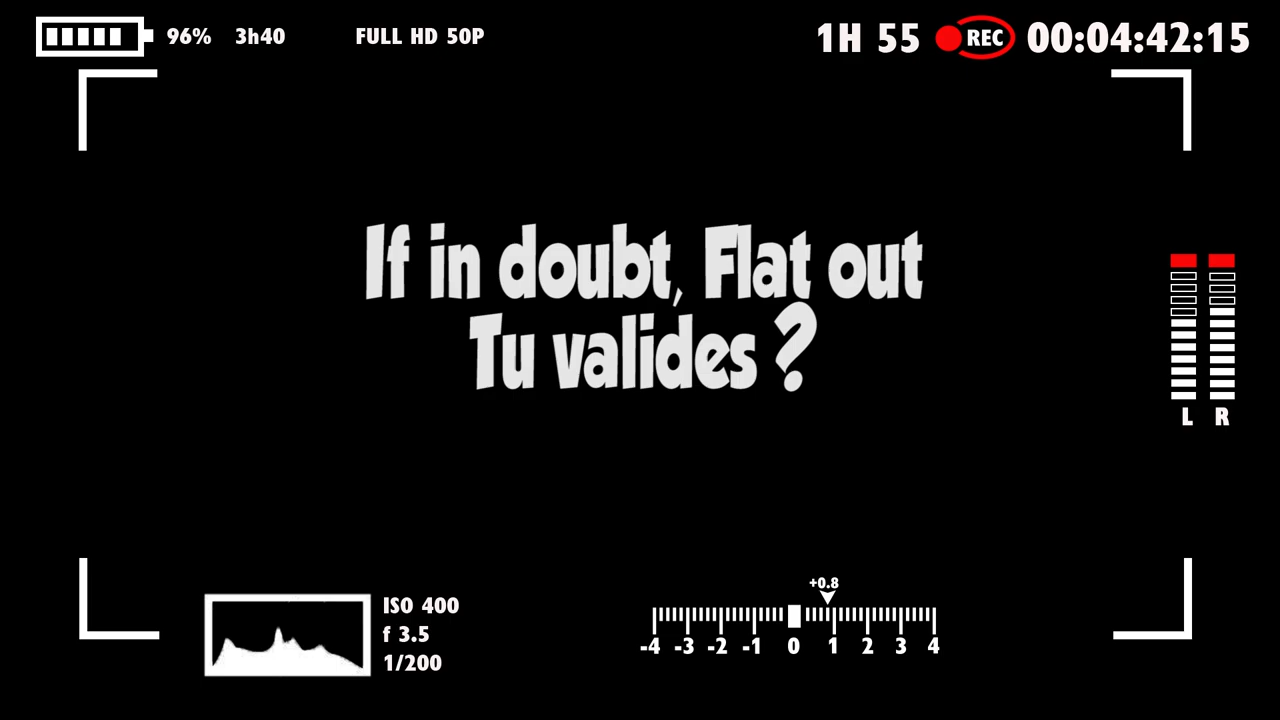 96% 3h40 FULL HD 50P 1H 55 REC 00:04:42:15
If in doubt, Flat out
Tu valides ?
L R
+0.8
ISO 400
f 3.5
1/200
-4 -3 -2 -1 0 1 2 3 4